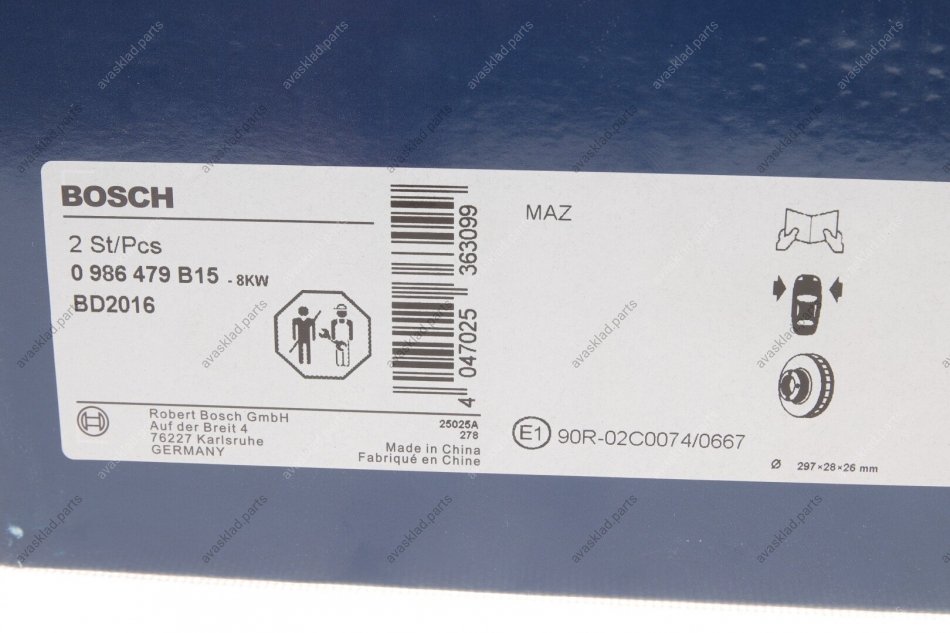 BOSCH
2 St/Pcs
0 986 479 B15 - 8KW
BD2016
4 047025 363099
MAZ
Robert Bosch GmbH
Auf der Breit 4
76227 Karlsruhe
GERMANY
25025A
278
Made in China
Fabriqué en Chine
E1 90R-02C0074/0667
Ø 297×28×26 mm
avasklad.parts